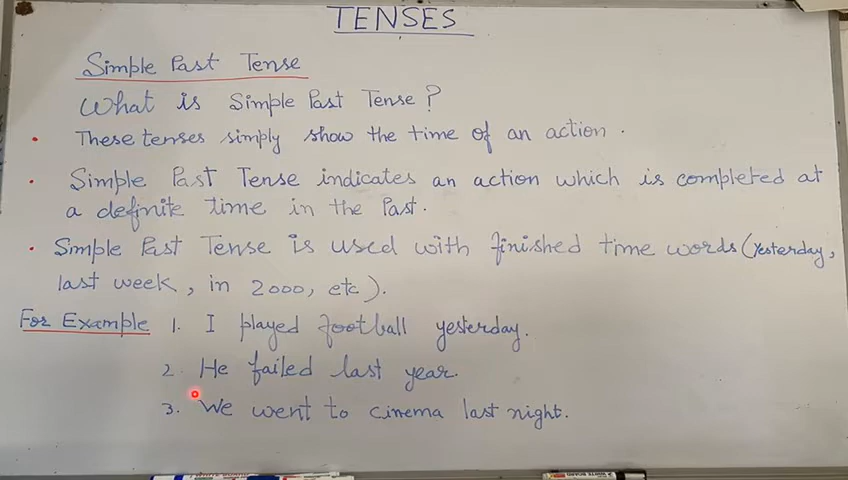 TENSES
Simple Past Tense
What is Simple Past Tense?
• These tenses simply show the time of an action.
• Simple Past Tense indicates an action which is completed at
a definite time in the Past.
• Simple Past Tense is used with finished time words (yesterday,
last week, in 2000, etc).
For Example 1. I played football yesterday.
2. He failed last year.
3. We went to cinema last night.